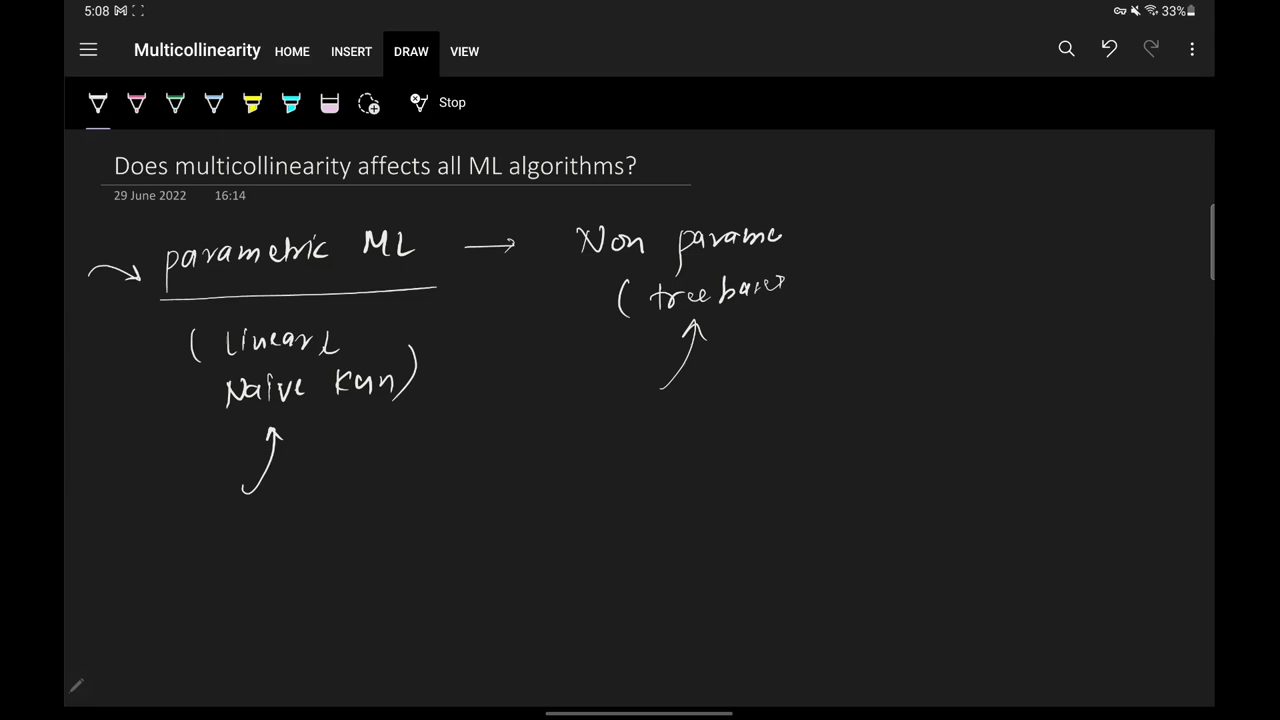 5:08 33%
Multicollinearity HOME INSERT DRAW VIEW
Stop
Does multicollinearity affects all ML algorithms?
29 June 2022 16:14
parametric ML → Non parame
( tree base
( linear
Naive )